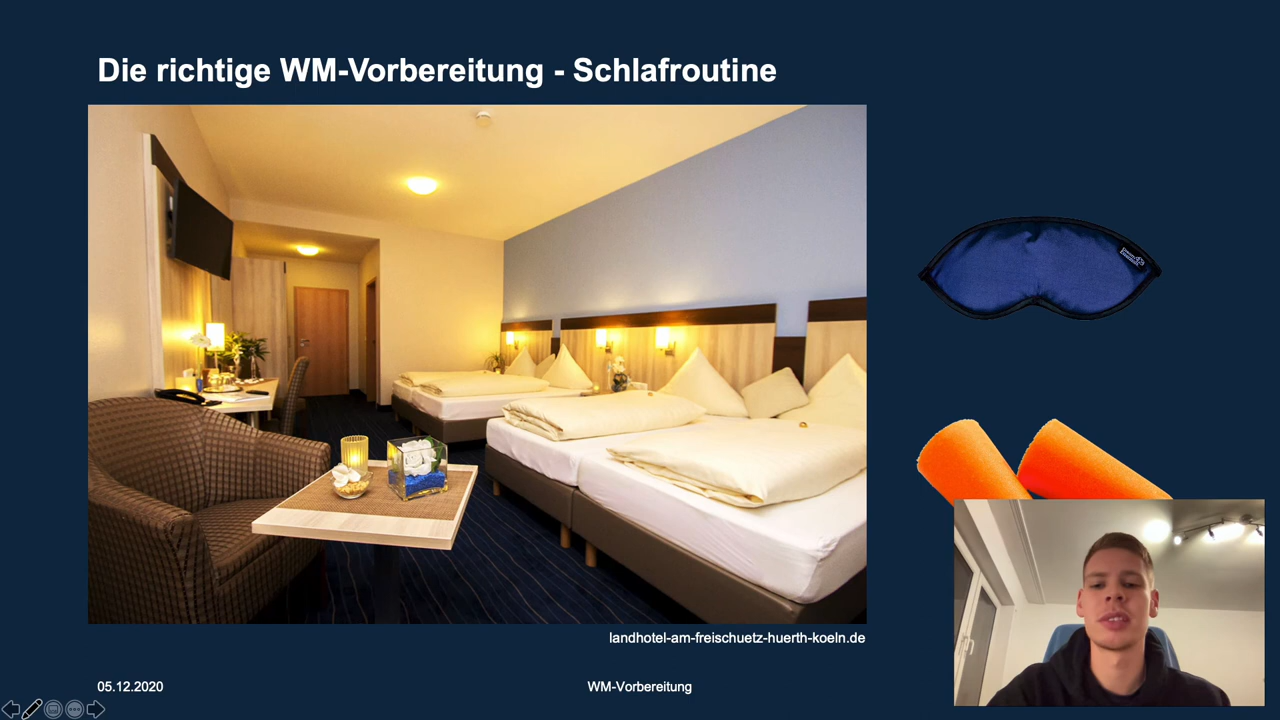 Die richtige WM-Vorbereitung - Schlafroutine
landhotel-am-freischuetz-huerth-koeln.de
05.12.2020
WM-Vorbereitung